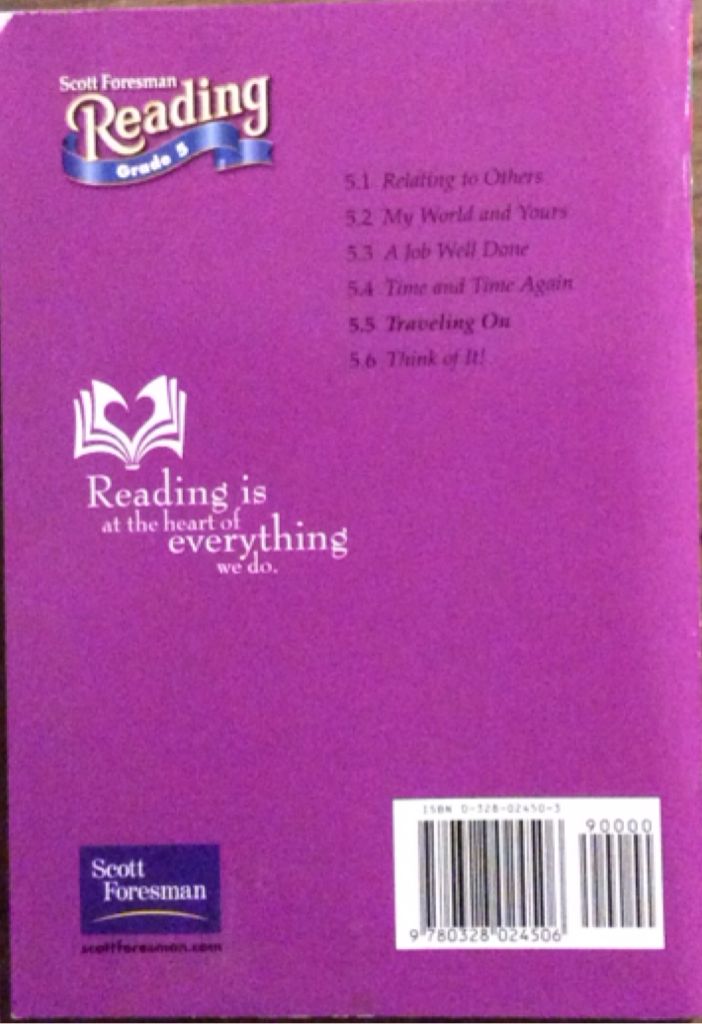 Scott Foresman
Reading
Grade 5
5.1 Relating to Others
5.2 My World and Yours
5.3 A Job Well Done
5.4 Time and Time Again
5.5 Traveling On
5.6 Think of It!
Reading is
at the heart of
everything
we do.
Scott
Foresman
scottforesman.com
ISBN 0-328-02450-3
90000
9 780328 024506